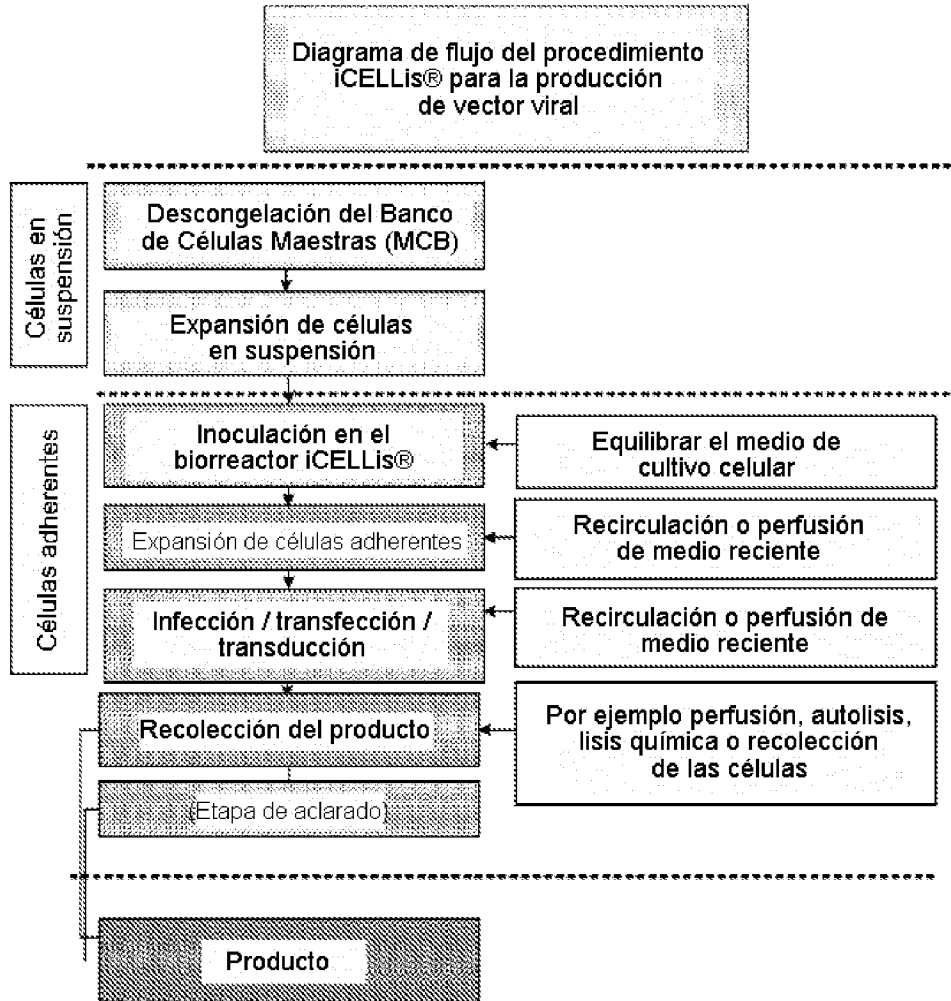 Diagrama de flujo del procedimiento
iCELLis® para la producción
de vector viral
Células en
suspensión
Descongelación del Banco
de Células Maestras (MCB)
Expansión de células
en suspensión
Células adherentes
Inoculación en el
biorreactor iCELLis®
Equilibrar el medio de
cultivo celular
Expansión de células adherentes
Recirculación o perfusión
de medio reciente
Infección / transfección /
transducción
Recirculación o perfusión de
medio reciente
Recolección del producto
Por ejemplo perfusión, autolisis,
lisis química o recolección
de las células
(Etapa de aclarado)
Producto